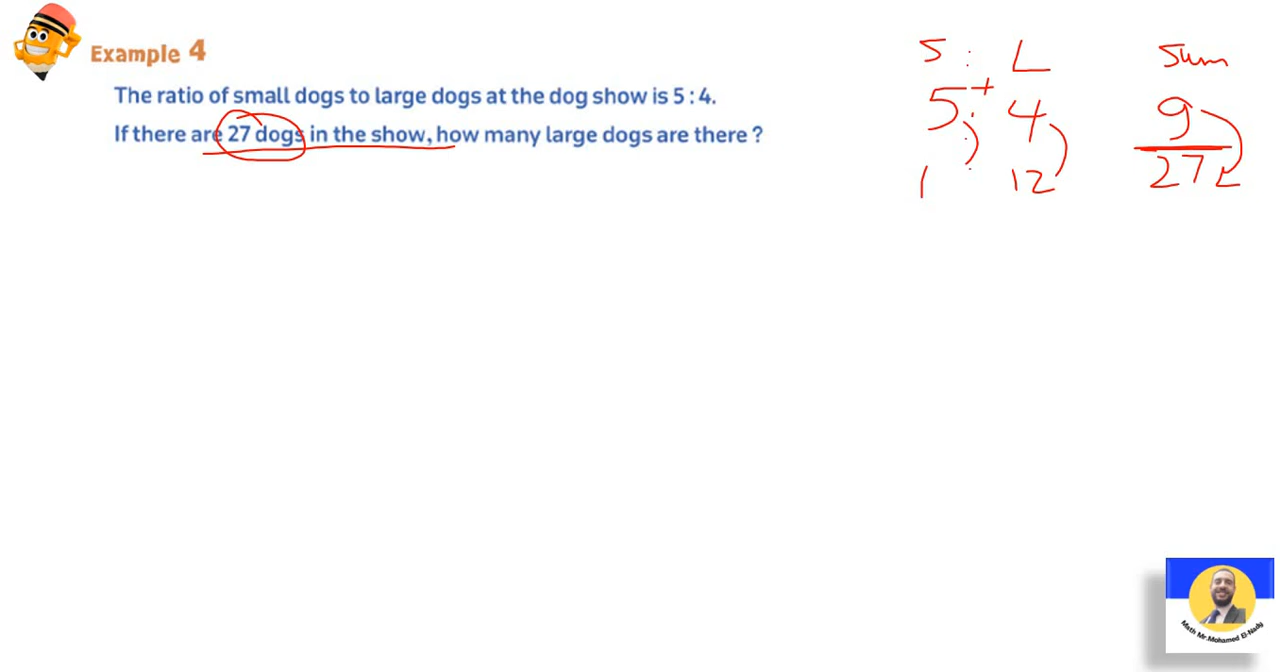 Example 4
The ratio of small dogs to large dogs at the dog show is 5 : 4.
If there are 27 dogs in the show, how many large dogs are there ?
S : L Sum
5 : + 4 9
1 12 27
Math Mr.Mohamed El-Nady